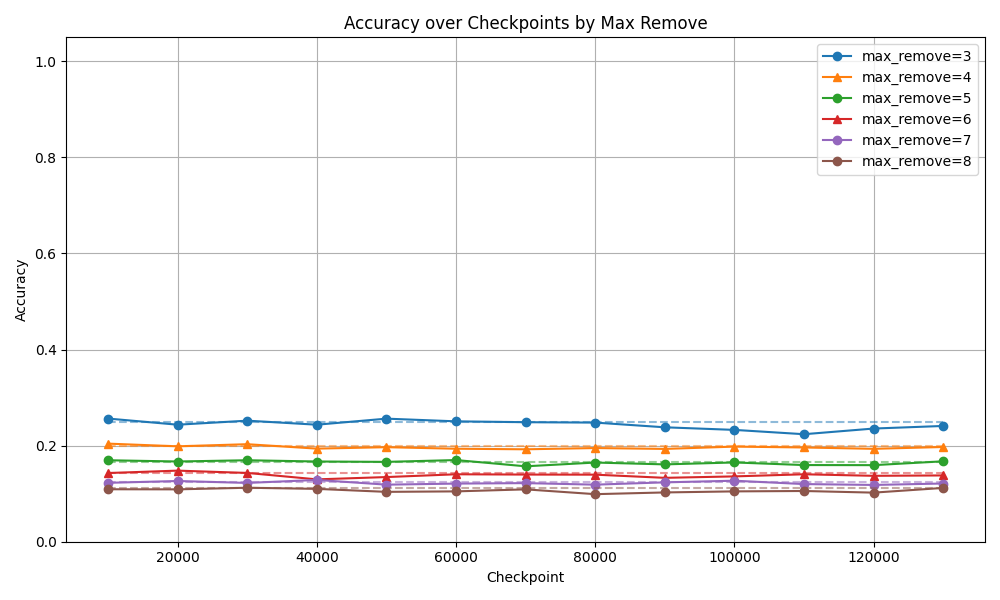 Accuracy over Checkpoints by Max Remove
1.0
0.8
0.6
0.4
0.2
0.0
Accuracy
max_remove=3
max_remove=4
max_remove=5
max_remove=6
max_remove=7
max_remove=8
20000
40000
60000
80000
100000
120000
Checkpoint